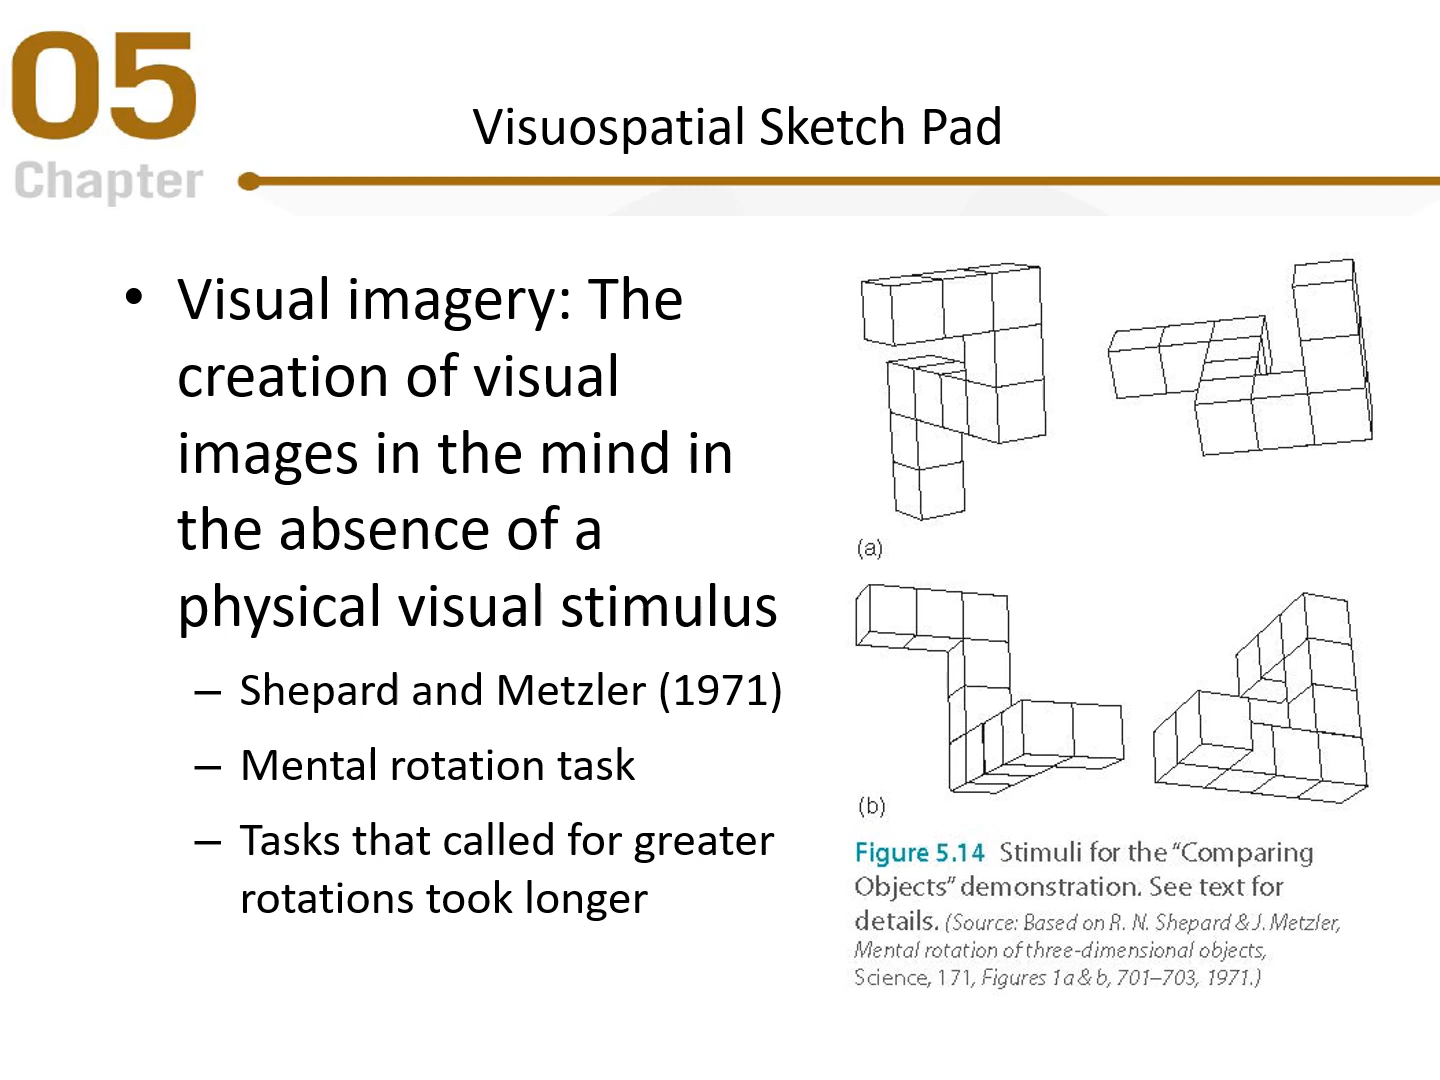 05
Chapter
Visuospatial Sketch Pad
• Visual imagery: The
creation of visual
images in the mind in
the absence of a
physical visual stimulus
– Shepard and Metzler (1971)
– Mental rotation task
– Tasks that called for greater
rotations took longer
(a)
(b)
Figure 5.14 Stimuli for the “Comparing
Objects” demonstration. See text for
details. (Source: Based on R. N. Shepard & J. Metzler,
Mental rotation of three-dimensional objects,
Science, 171, Figures 1a & b, 701–703, 1971.)